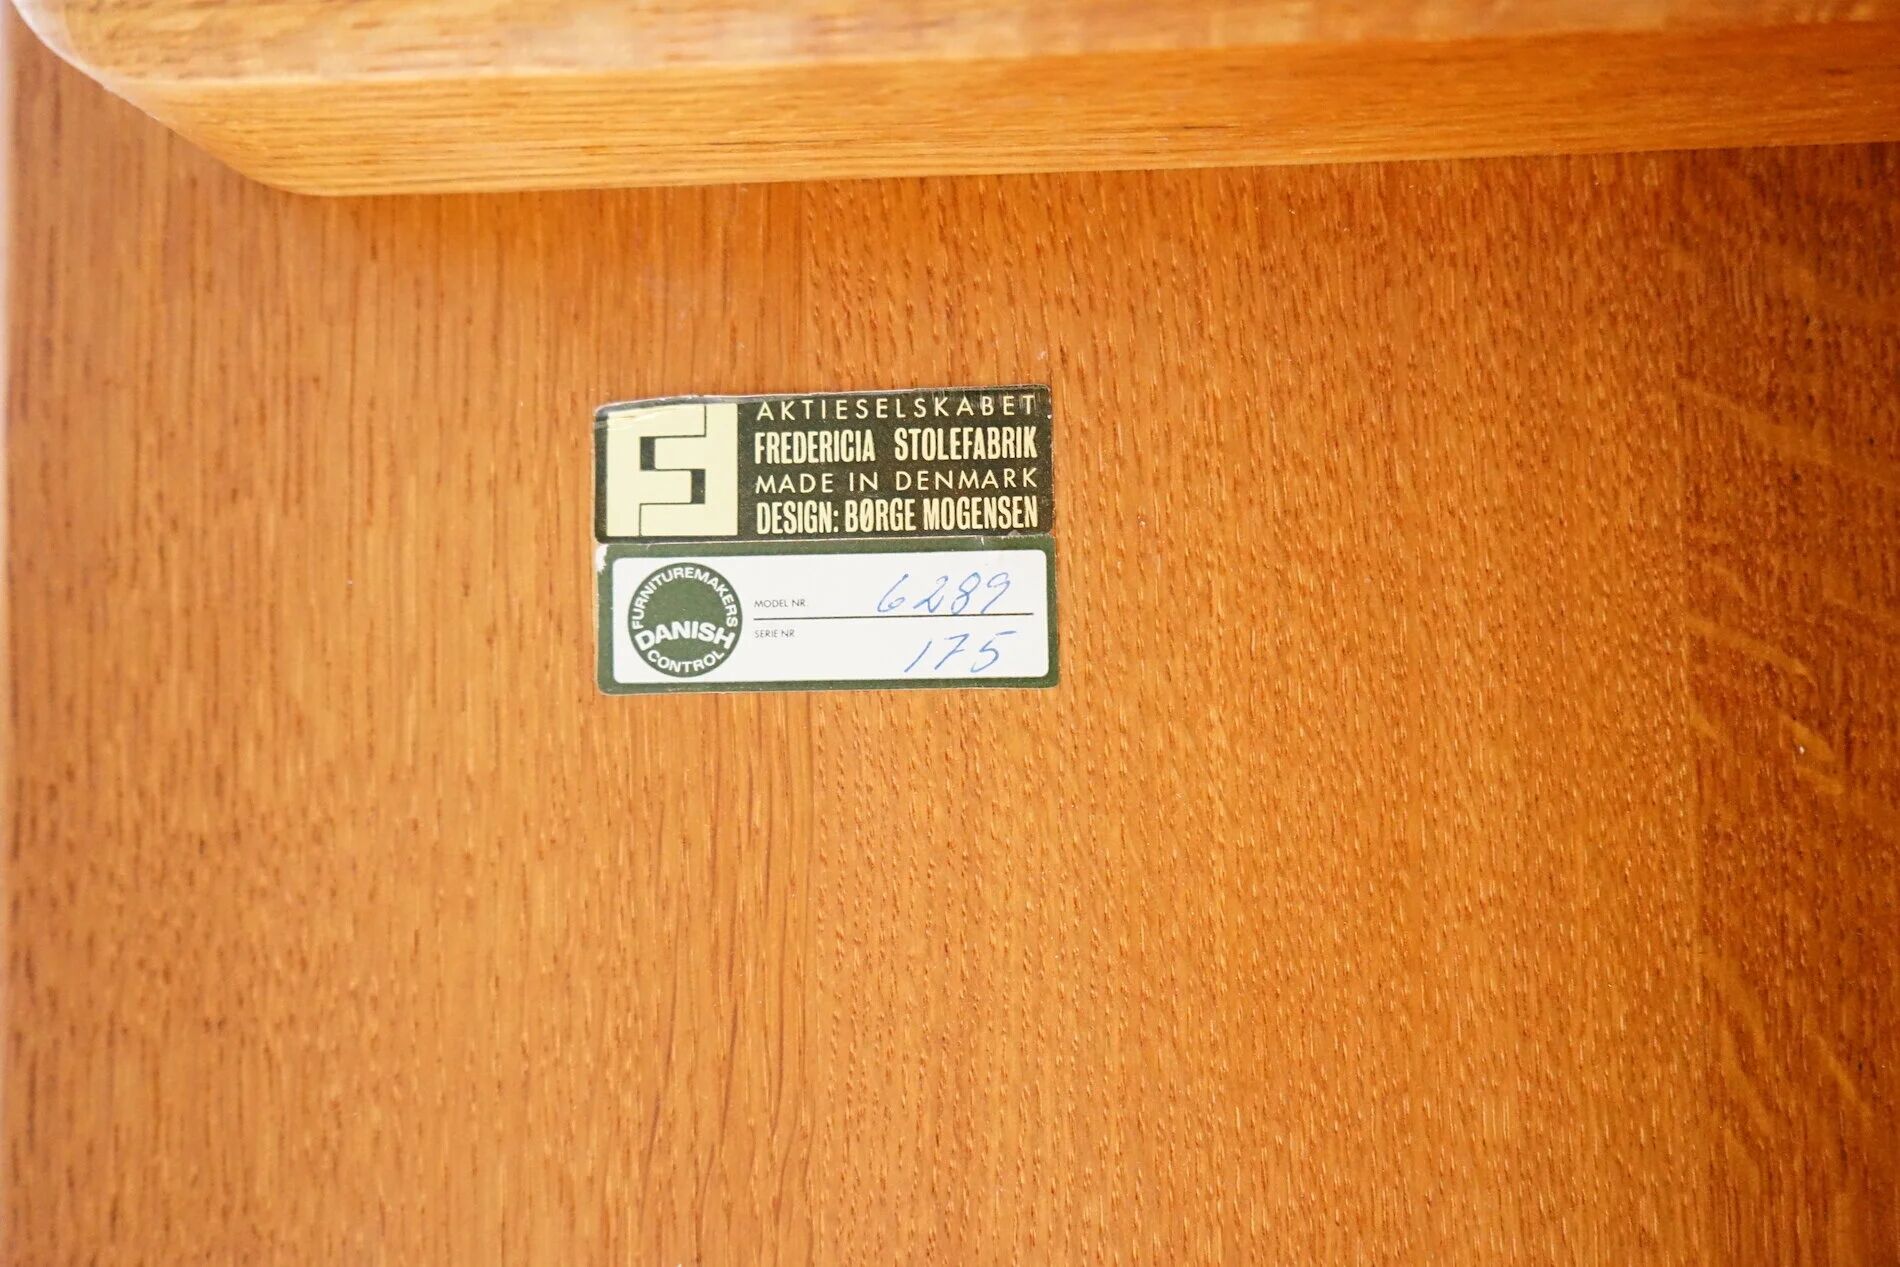 AKTIESELSKABET
FREDERICIA STOLEFABRIK
MADE IN DENMARK
DESIGN: BØRGE MOGENSEN
FURNITUREMAKERS
DANISH
CONTROL
MODEL NR. 6289
SERIE NR 175